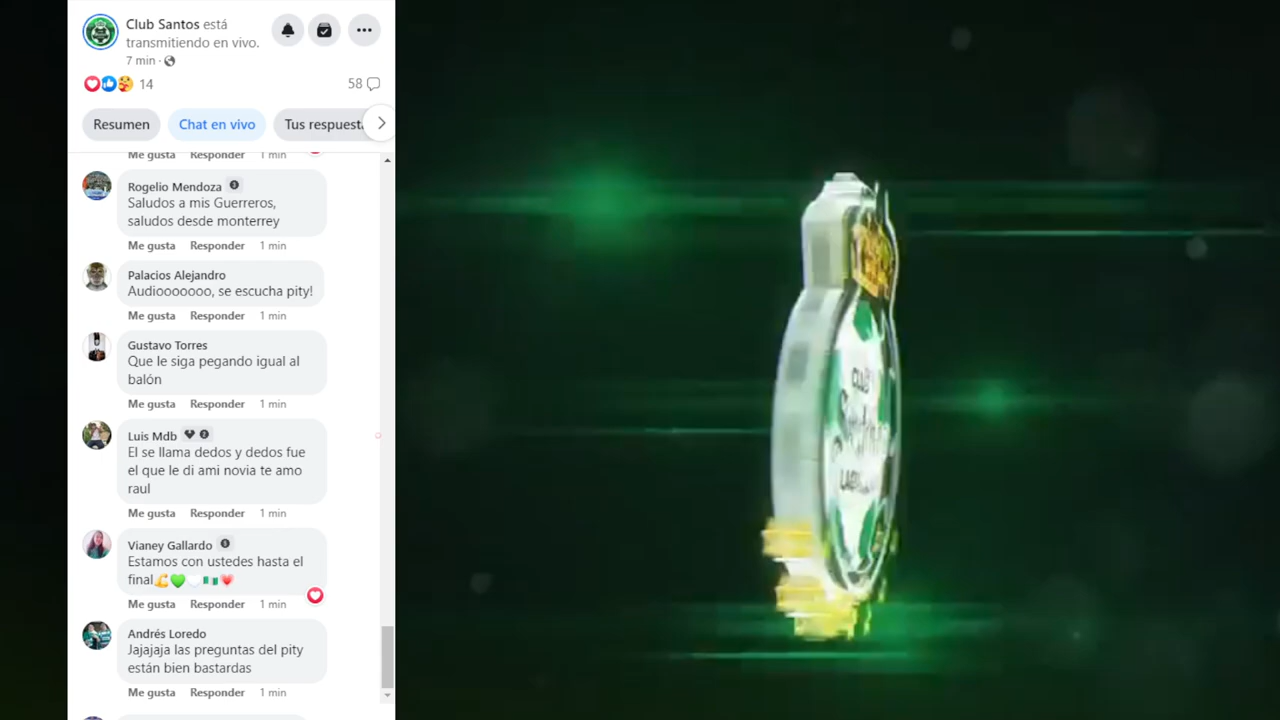 Club Santos está
transmitiendo en vivo.
7 min ·
14
58
Resumen
Chat en vivo
Tus respuest
Me gusta Responder 1 min
Rogelio Mendoza
Saludos a mis Guerreros,
saludos desde monterrey
Me gusta Responder 1 min
Palacios Alejandro
Audiooooooo, se escucha pity!
Me gusta Responder 1 min
Gustavo Torres
Que le siga pegando igual al
balón
Me gusta Responder 1 min
Luis Mdb
El se llama dedos y dedos fue
el que le di ami novia te amo
raul
Me gusta Responder 1 min
Vianey Gallardo
Estamos con ustedes hasta el
final💪💚🤍🇳🇬❤️
Me gusta Responder 1 min
Andrés Loredo
Jajajaja las preguntas del pity
están bien bastardas
Me gusta Responder 1 min